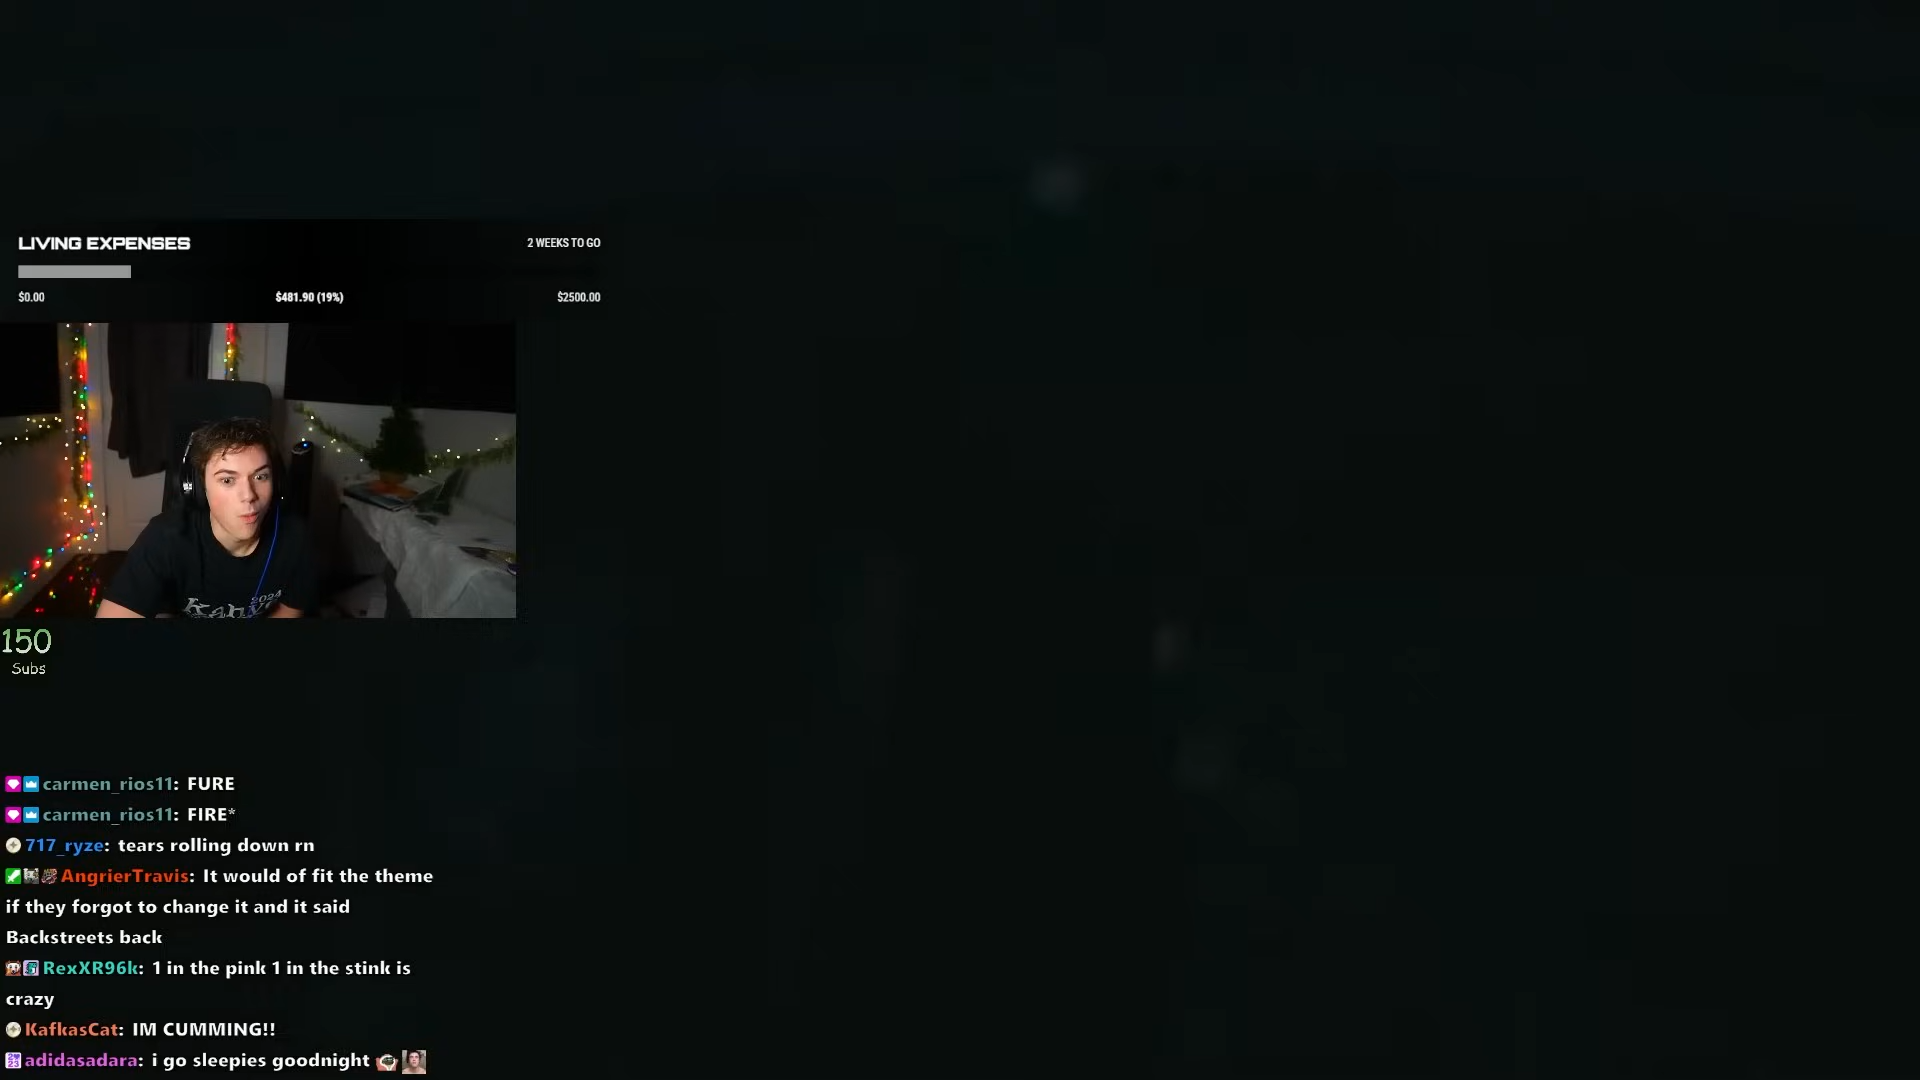 LIVING EXPENSES
2 WEEKS TO GO
$0.00
$481.90 (19%)
$2500.00
2024
150
Subs
carmen_rios11: FURE
carmen_rios11: FIRE*
717_ryze: tears rolling down rn
AngrierTravis: It would of fit the theme
if they forgot to change it and it said
Backstreets back
RexXR96k: 1 in the pink 1 in the stink is
crazy
KafkasCat: IM CUMMING!!
adidasadara: i go sleepies goodnight